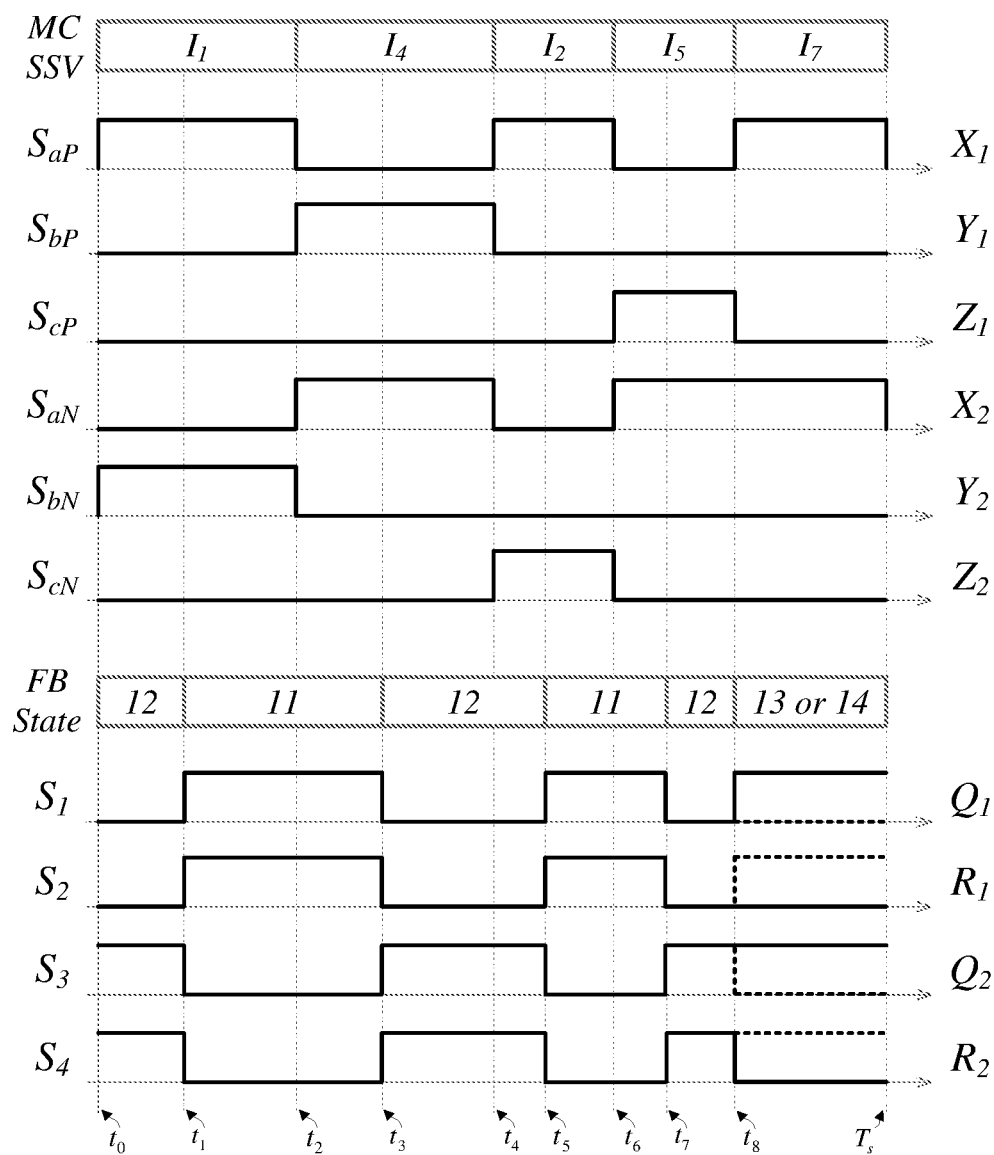 MC
SSV
I1 I4 I2 I5 I7
SaP X1
SbP Y1
ScP Z1
SaN X2
SbN Y2
ScN Z2
FB
State
12 11 12 11 12 13 or 14
S1 Q1
S2 R1
S3 Q2
S4 R2
t0 t1 t2 t3 t4 t5 t6 t7 t8 Ts